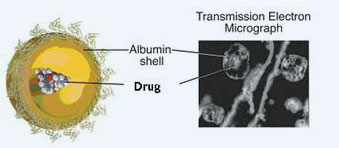 Transmission Electron
Micrograph
Albumin
shell
Drug